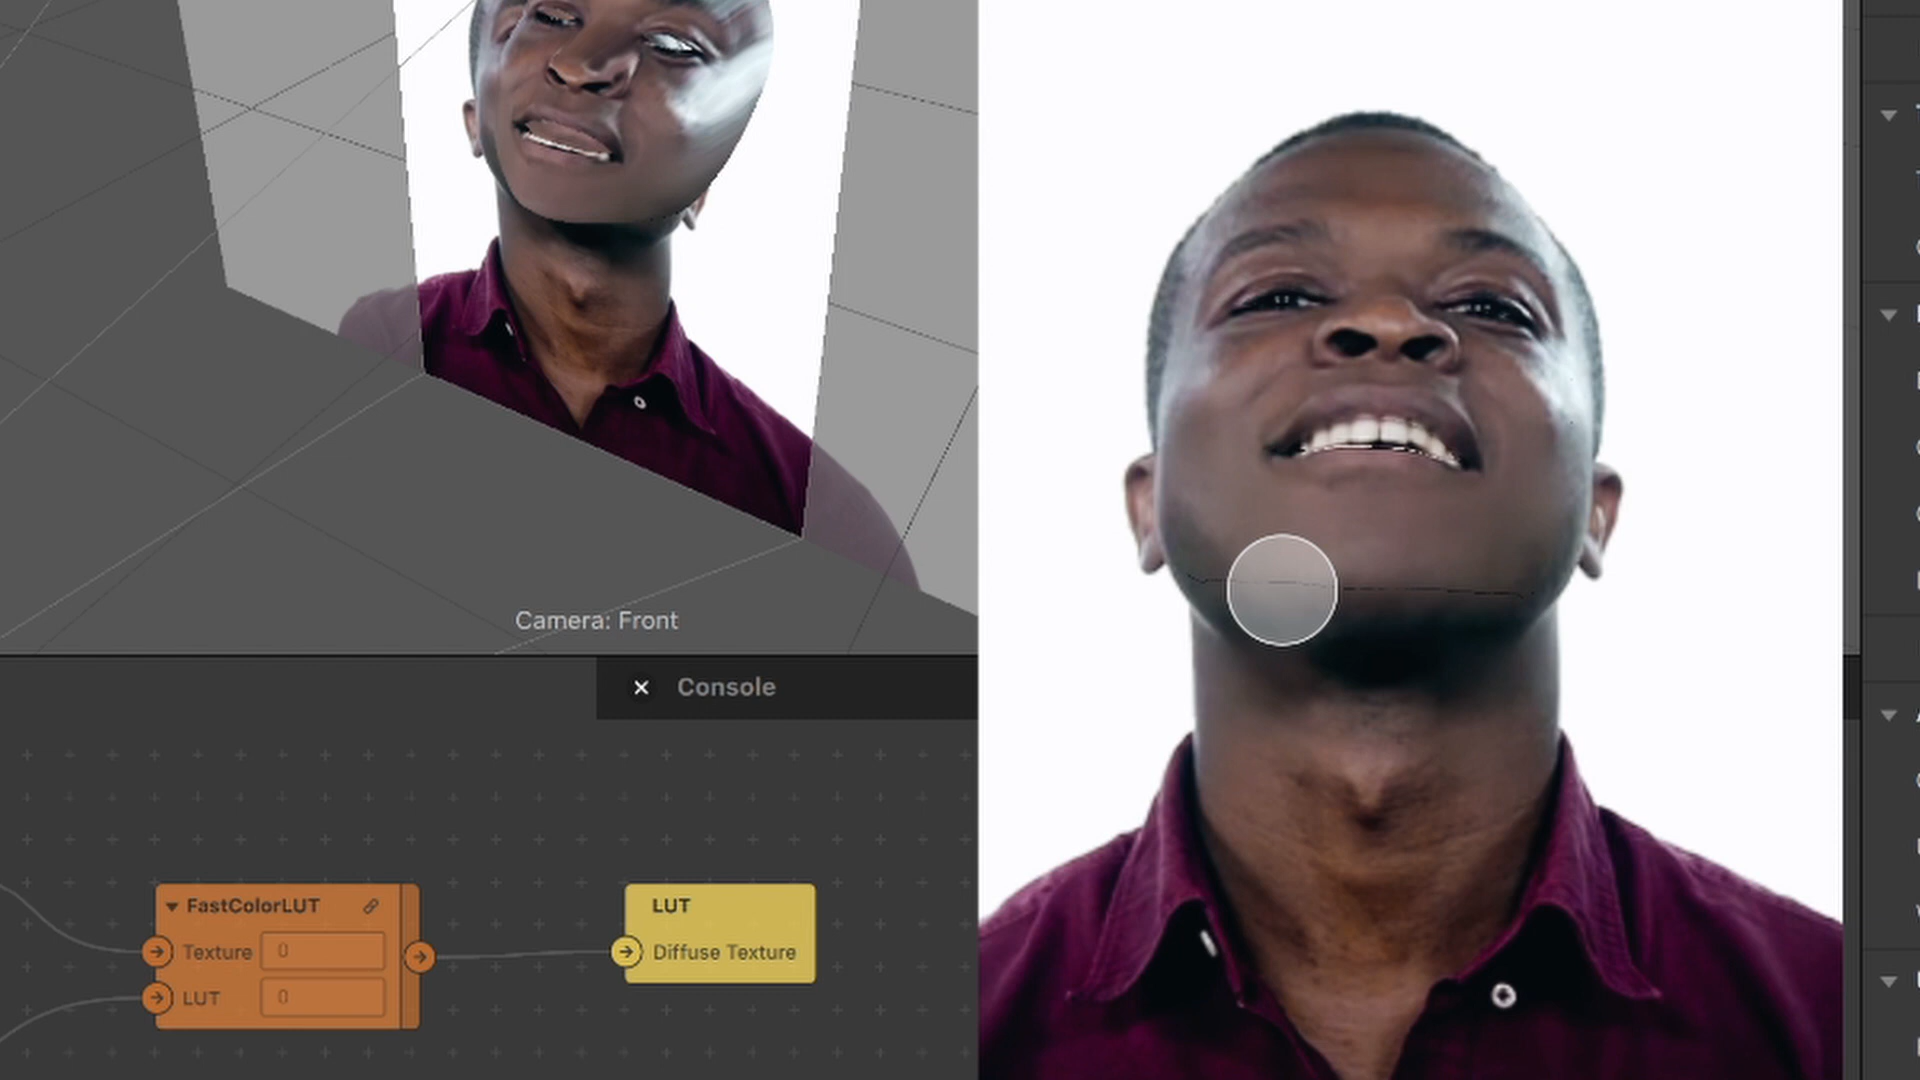 Camera: Front
Console
FastColorLUT
Texture 0
LUT 0
LUT
Diffuse Texture